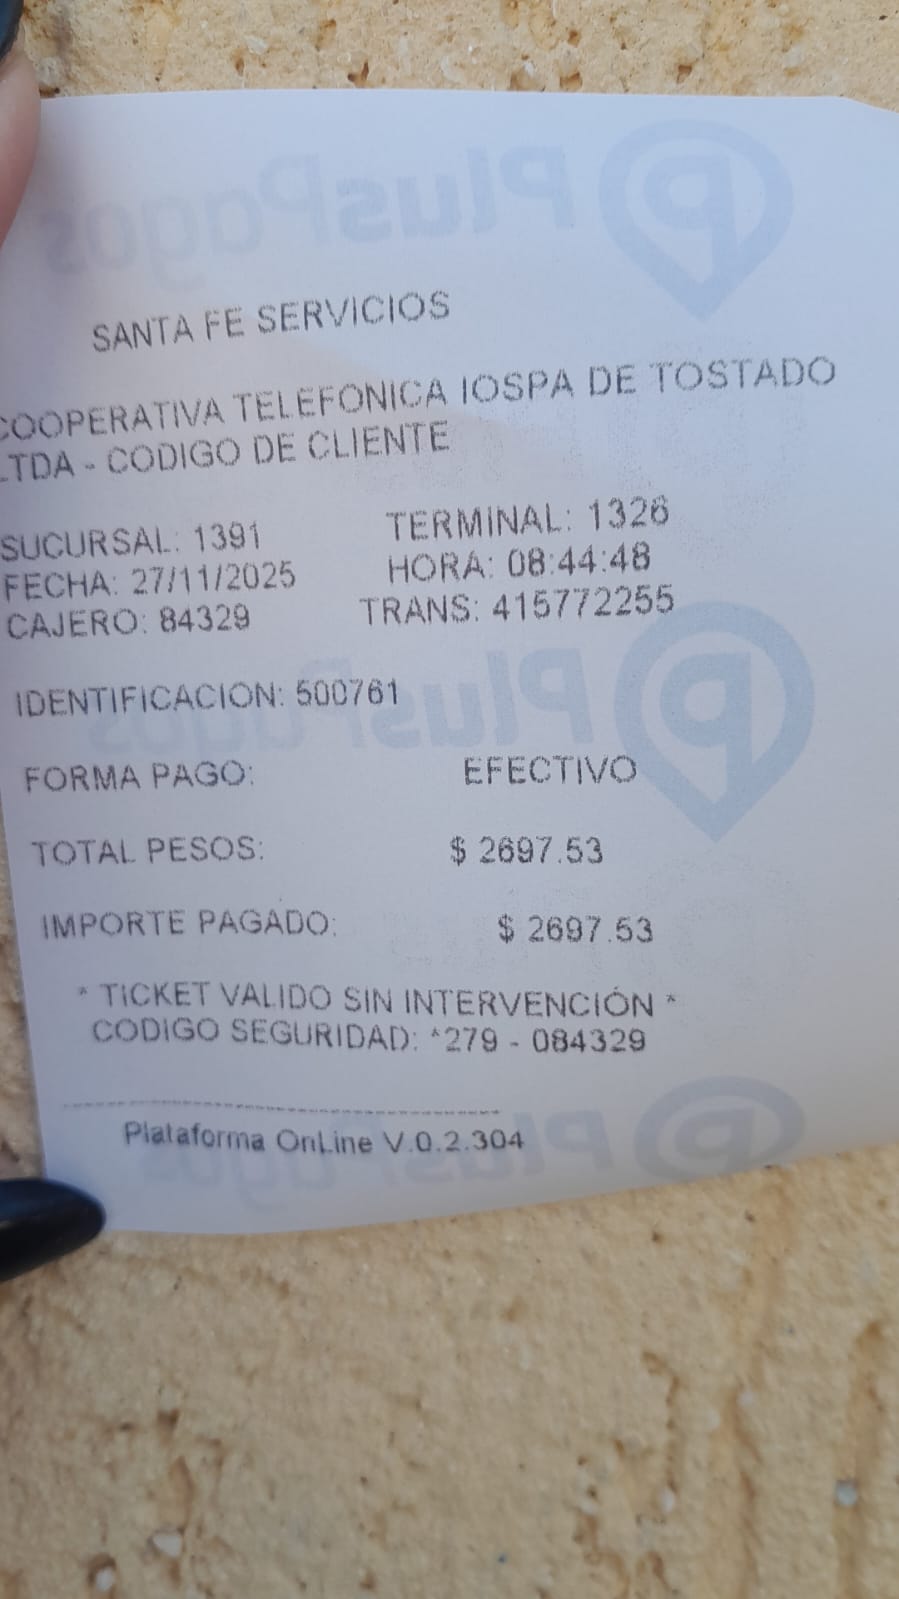 SANTA FE SERVICIOS
COOPERATIVA TELEFONICA IOSPA DE TOSTADO
LTDA - CODIGO DE CLIENTE
SUCURSAL: 1391 TERMINAL: 1326
FECHA: 27/11/2025 HORA: 08:44:48
CAJERO: 84329 TRANS: 415772255
IDENTIFICACION: 500761
FORMA PAGO: EFECTIVO
TOTAL PESOS: $ 2697.53
IMPORTE PAGADO: $ 2697.53
* TICKET VALIDO SIN INTERVENCIÓN *
CODIGO SEGURIDAD: *279 - 084329
Plataforma OnLine V.0.2.304
PlusPagos
PlusPagos
PlusPagos